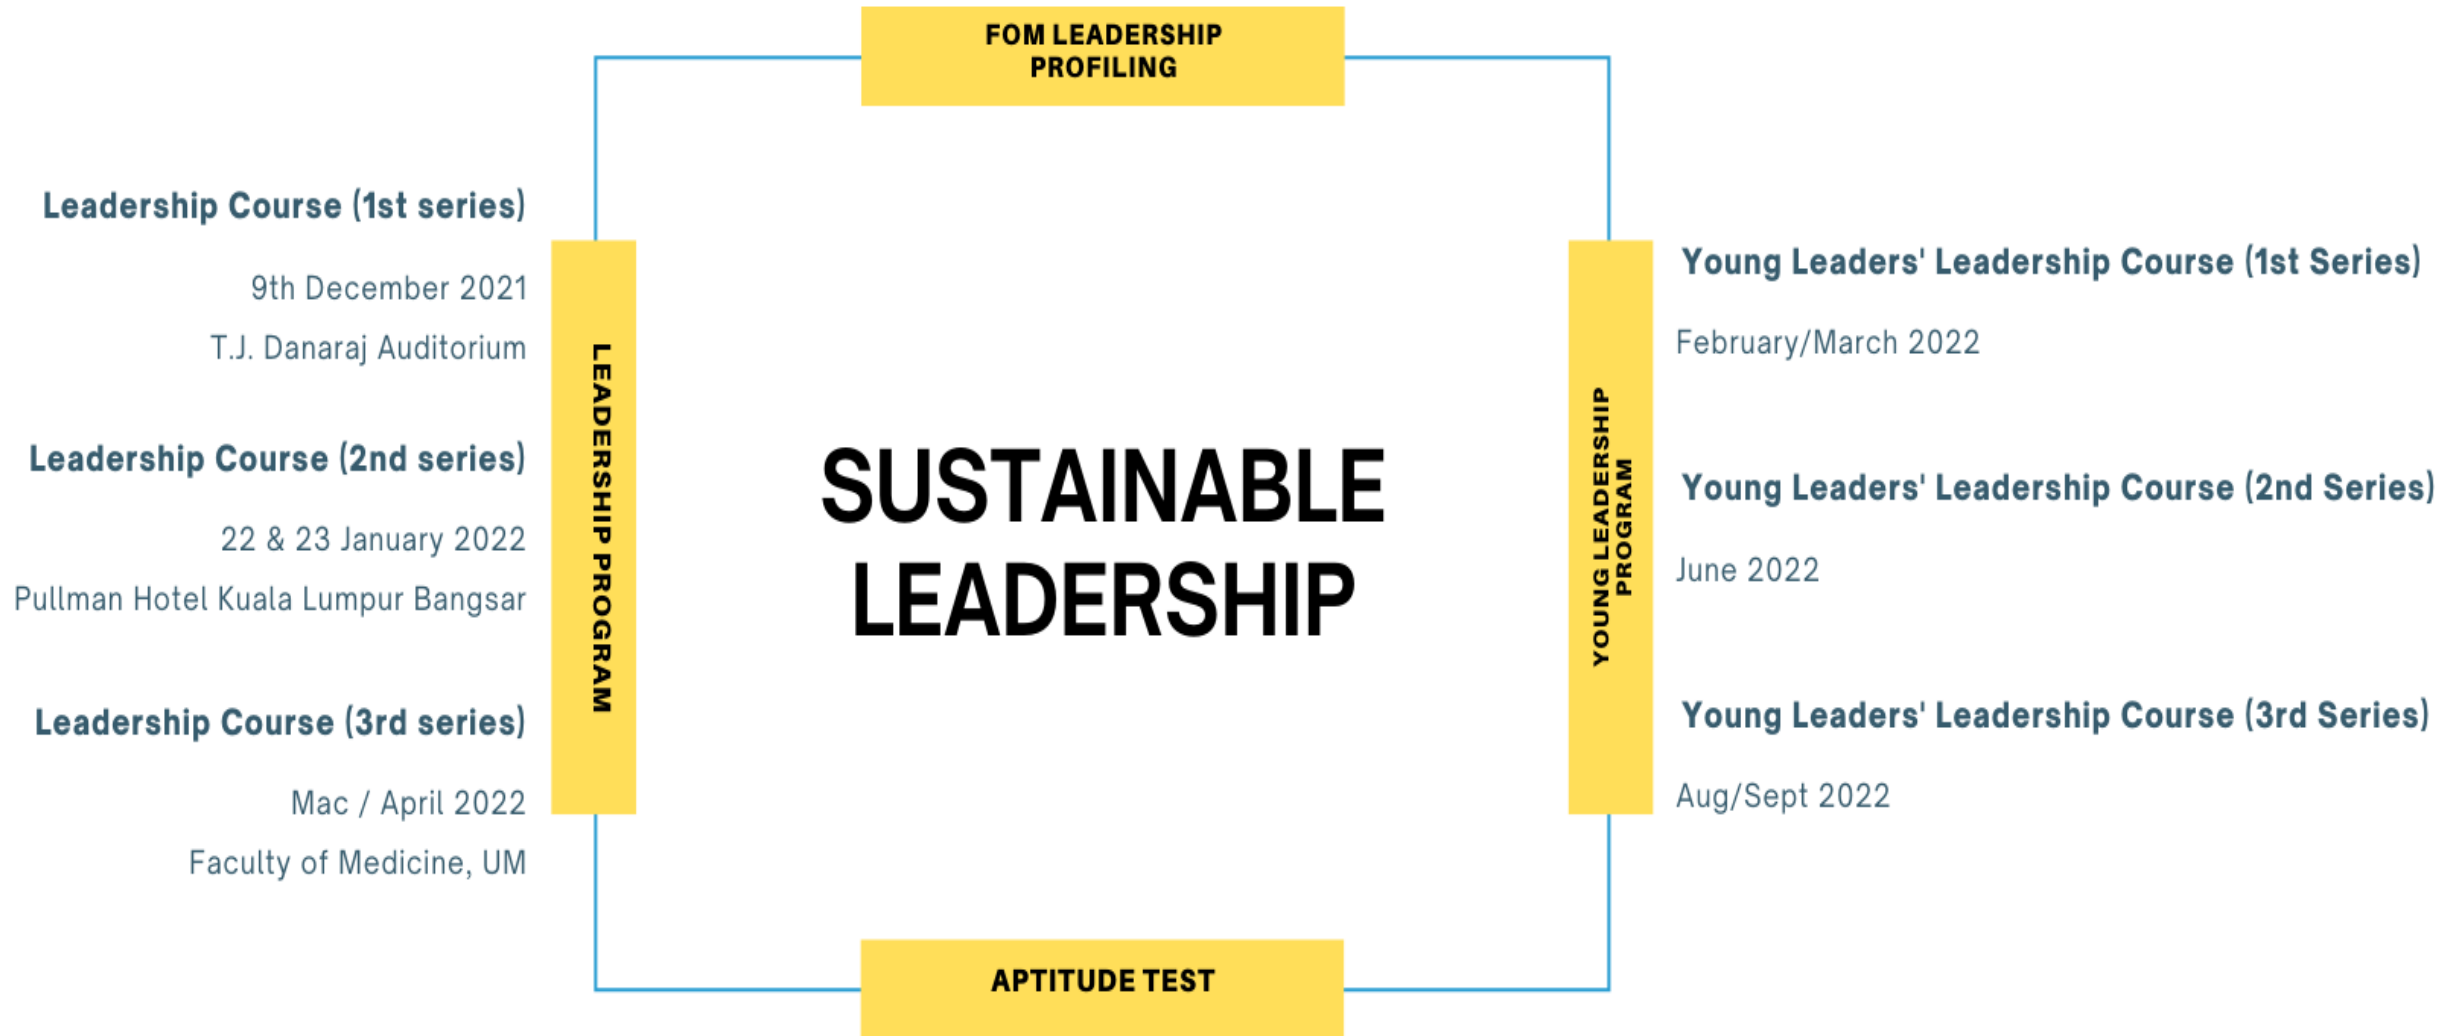 FOM LEADERSHIP
PROFILING
Leadership Course (1st series)
9th December 2021
T.J. Danaraj Auditorium
Leadership Course (2nd series)
22 & 23 January 2022
Pullman Hotel Kuala Lumpur Bangsar
Leadership Course (3rd series)
Mac / April 2022
Faculty of Medicine, UM
LEADERSHIP PROGRAM
SUSTAINABLE
LEADERSHIP
YOUNG LEADERSHIP
PROGRAM
Young Leaders' Leadership Course (1st Series)
February/March 2022
Young Leaders' Leadership Course (2nd Series)
June 2022
Young Leaders' Leadership Course (3rd Series)
Aug/Sept 2022
APTITUDE TEST